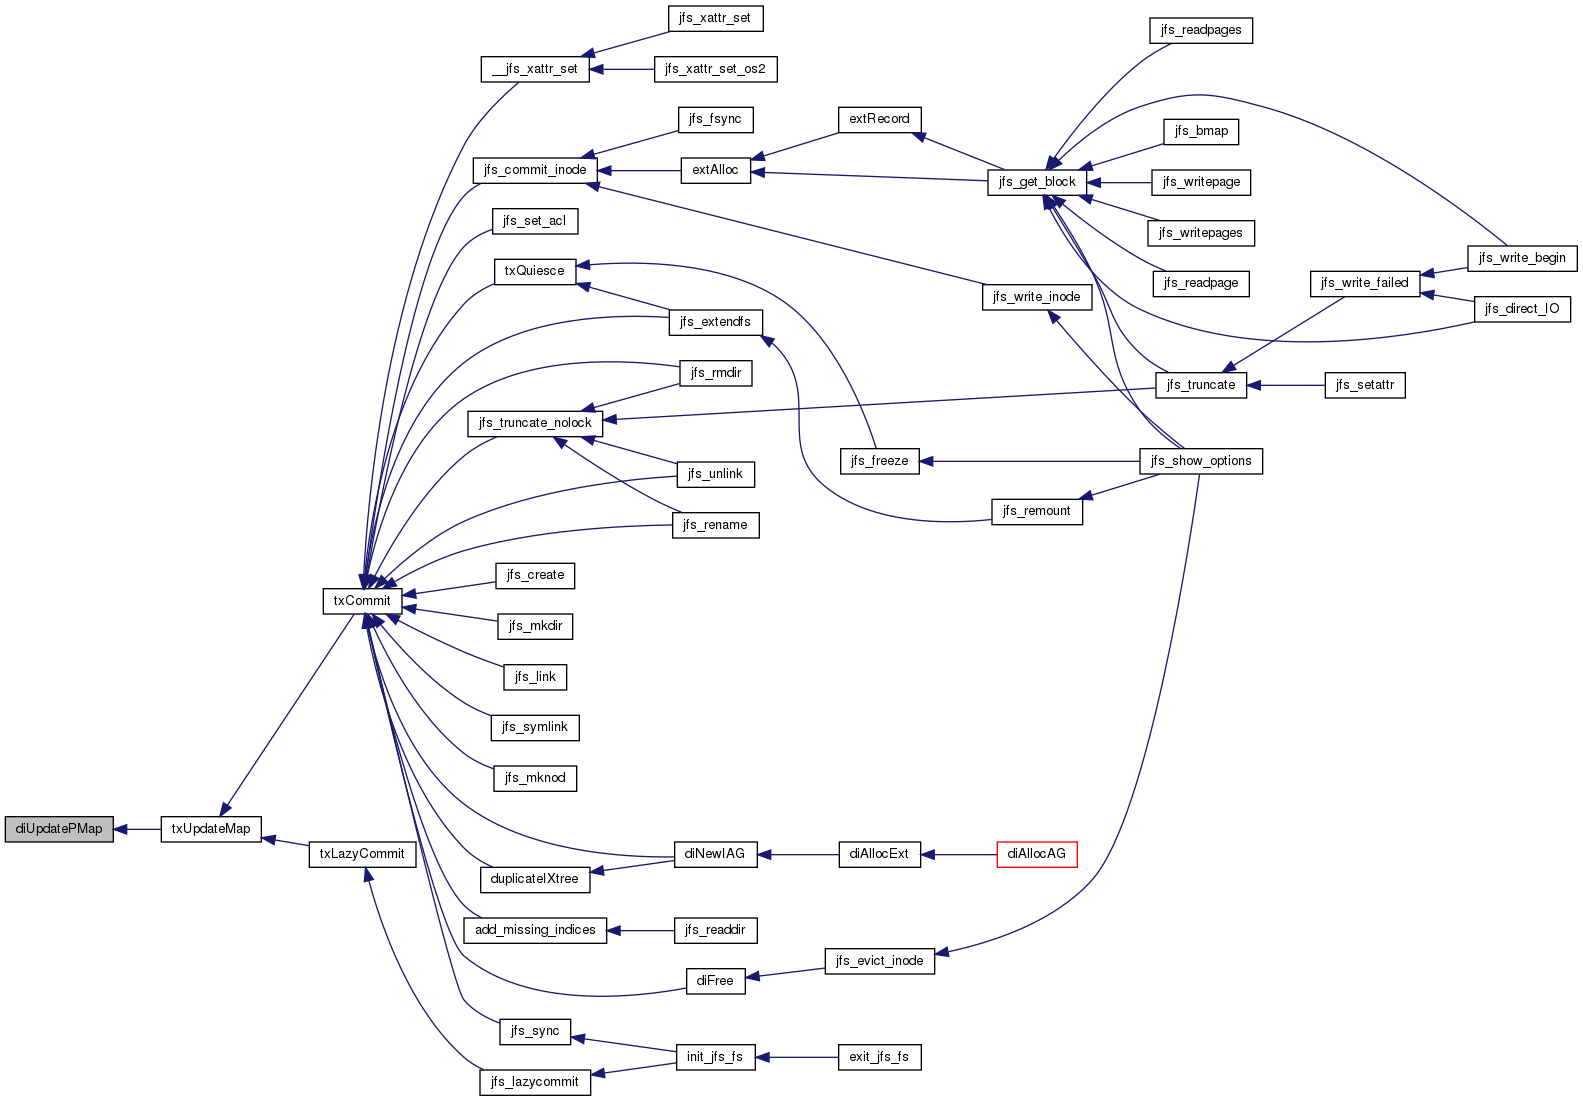 jfs_xattr_set
jfs_readpages
__jfs_xattr_set
jfs_xattr_set_os2
jfs_fsync
extRecord
jfs_bmap
jfs_commit_inode
extAlloc
jfs_get_block
jfs_writepage
jfs_set_acl
jfs_writepages
txQuiesce
jfs_write_begin
jfs_readpage
jfs_write_failed
jfs_write_inode
jfs_direct_IO
jfs_extendfs
jfs_rmdir
jfs_truncate
jfs_setattr
jfs_truncate_nolock
jfs_freeze
jfs_show_options
jfs_unlink
jfs_remount
jfs_rename
jfs_create
txCommit
jfs_mkdir
jfs_link
jfs_symlink
jfs_mknod
diUpdatePMap
txUpdateMap
txLazyCommit
diNewIAG
diAllocExt
diAllocAG
duplicateIXtree
add_missing_indices
jfs_readdir
jfs_evict_inode
diFree
jfs_sync
init_jfs_fs
exit_jfs_fs
jfs_lazycommit